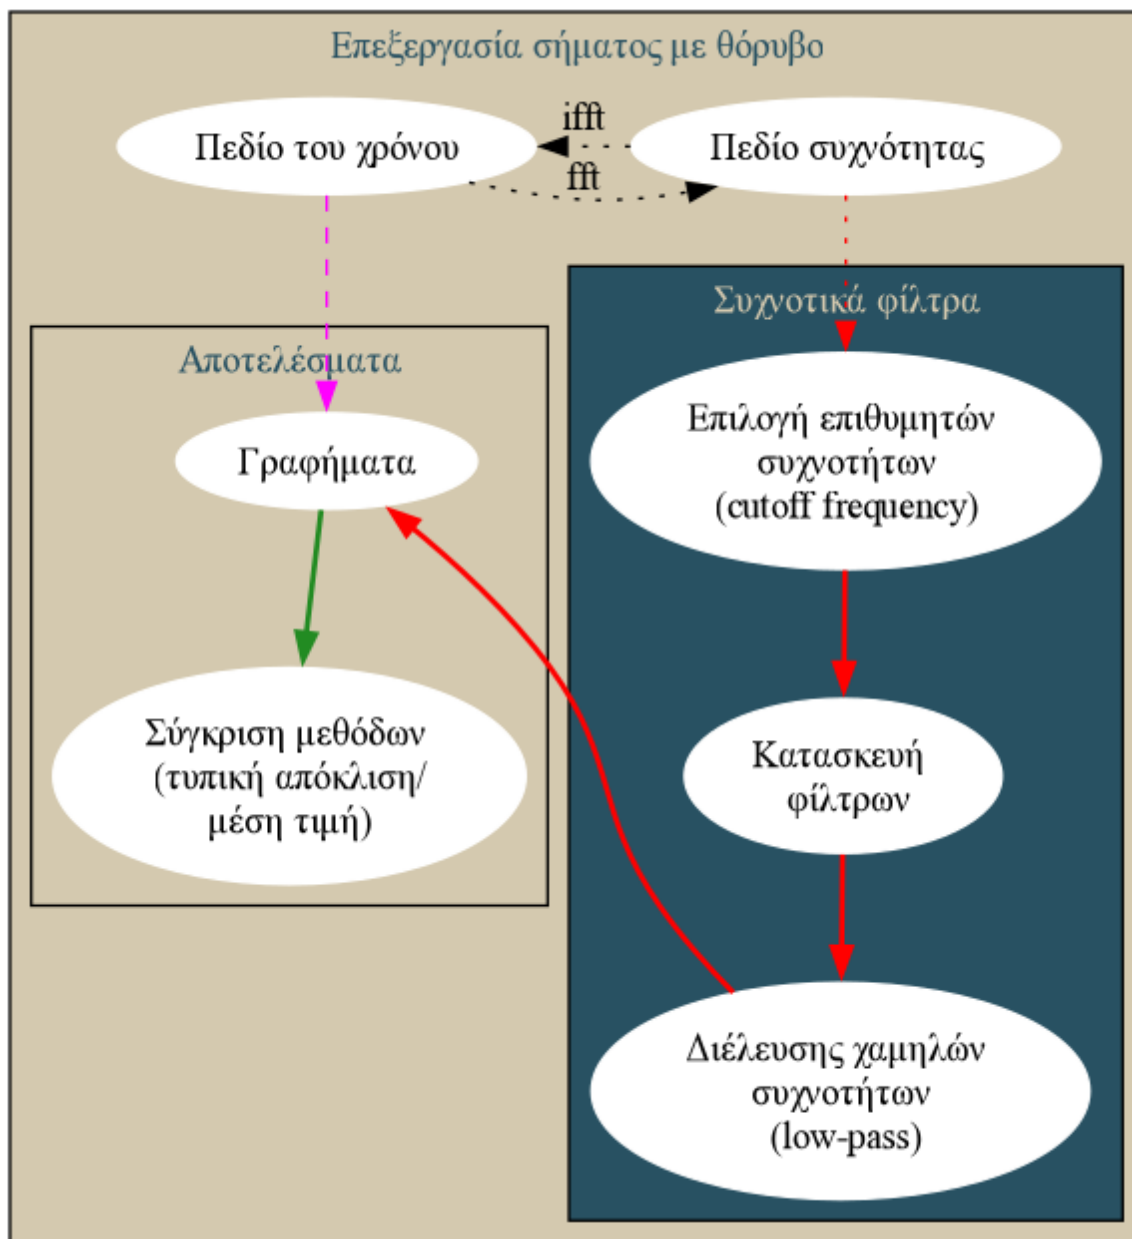 Επεξεργασία σήματος με θόρυβο
Πεδίο του χρόνου
ifft
fft
Πεδίο συχνότητας
Συχνοτικά φίλτρα
Αποτελέσματα
Γραφήματα
Επιλογή επιθυμητών
συχνοτήτων
(cutoff frequency)
Σύγκριση μεθόδων
(τυπική απόκλιση/
μέση τιμή)
Κατασκευή
φίλτρων
Διέλευσης χαμηλών
συχνοτήτων
(low-pass)